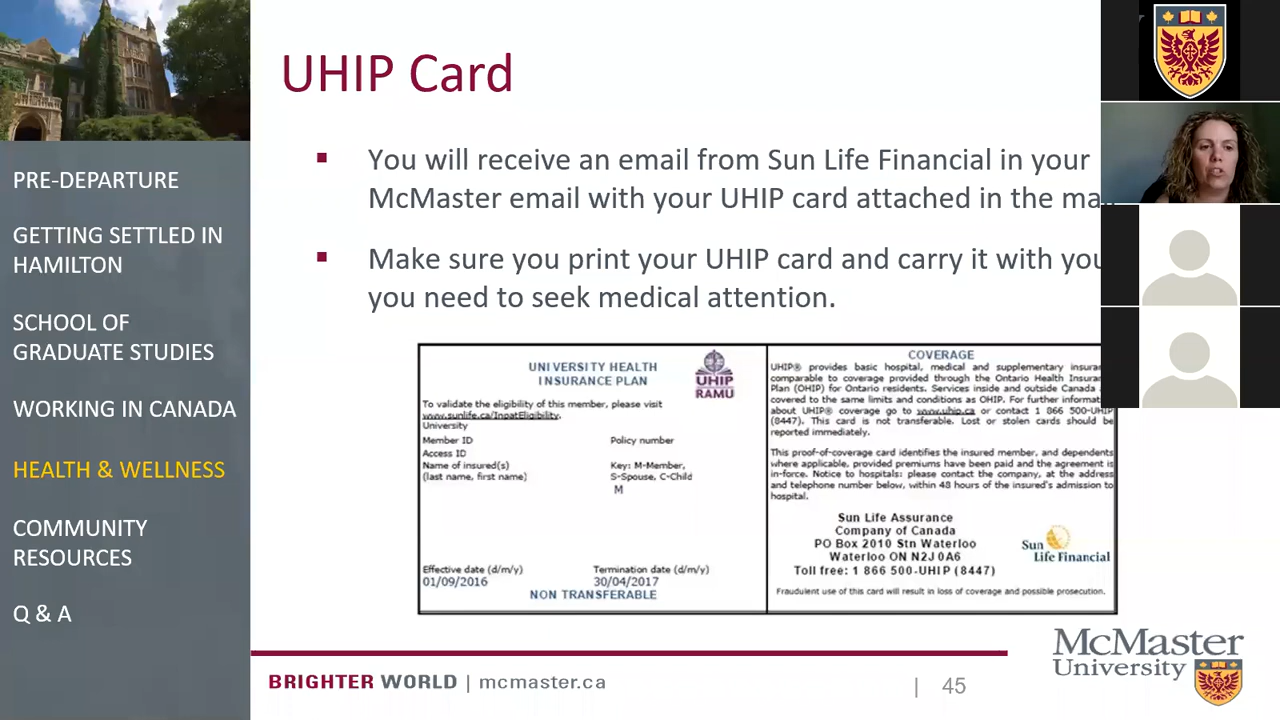 UHIP Card
PRE-DEPARTURE
GETTING SETTLED IN
HAMILTON
SCHOOL OF
GRADUATE STUDIES
WORKING IN CANADA
HEALTH & WELLNESS
COMMUNITY
RESOURCES
Q & A
You will receive an email from Sun Life Financial in your
McMaster email with your UHIP card attached in the
Make sure you print your UHIP card and carry it with you
you need to seek medical attention.
UNIVERSITY HEALTH
INSURANCE PLAN
UHIP
RAMU
To validate the eligibility of this member, please visit
www.sunlife.ca/InpatEligibility.
University
Member ID Policy number
Access ID
Name of insured(s) Key: M-Member,
(last name, first name) S-Spouse, C-Child
M
Effective date (d/m/y) Termination date (d/m/y)
01/09/2016 30/04/2017
NON TRANSFERABLE
COVERAGE
UHIP® provides basic hospital, medical and supplementary
comparable to coverage provided through the Ontario Health
Plan (OHIP) for Ontario residents. Services inside and outside Canada
covered to the same limits and conditions as OHIP. For further
about UHIP® coverage go to www.uhip.ca or contact 1 866 500-UHIP
(8447). This card is not transferable. Lost or stolen cards should be
reported immediately.
This proof-of-coverage card identifies the insured member, and dependents
where applicable, provided premiums have been paid and the agreement is
in-force. Notice to hospitals: please contact the company, at the address
and telephone number below, within 48 hours of the insured's admission to
hospital.
Sun Life Assurance
Company of Canada
PO Box 2010 Stn Waterloo
Waterloo ON N2J 0A6
Toll free: 1 866 500-UHIP (8447)
Sun
Life Financial
Fraudulent use of this card will result in loss of coverage and possible prosecution.
BRIGHTER WORLD | mcmaster.ca
| 45
McMaster
University